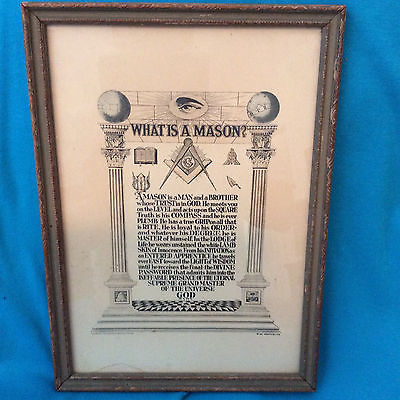 WHAT IS A MASON?
G
A MASON is a MAN and a BROTHER
whose TRUST is in GOD. He meets you
on the LEVEL and acts upon the SQUARE
Truth is his COMPASS and he is ever
PLUMB. He has a true GRIP on all that
is RITE. He is loyal to his ORDER
and whatever his DEGREE he is
MASTER of himself. In the LODGE of
Life he wears unstained the white LAMB
SKIN of Innocence From his INITIATION as
an ENTERED APPRENTICE he travels
ever EAST toward the LIGHT of WISDOM
until he receives the final the DIVINE
PASSWORD that admits him into the
INEFFABLE PRESENCE OF THE ETERNAL
SUPREME GRAND MASTER
OF THE UNIVERSE
GOD